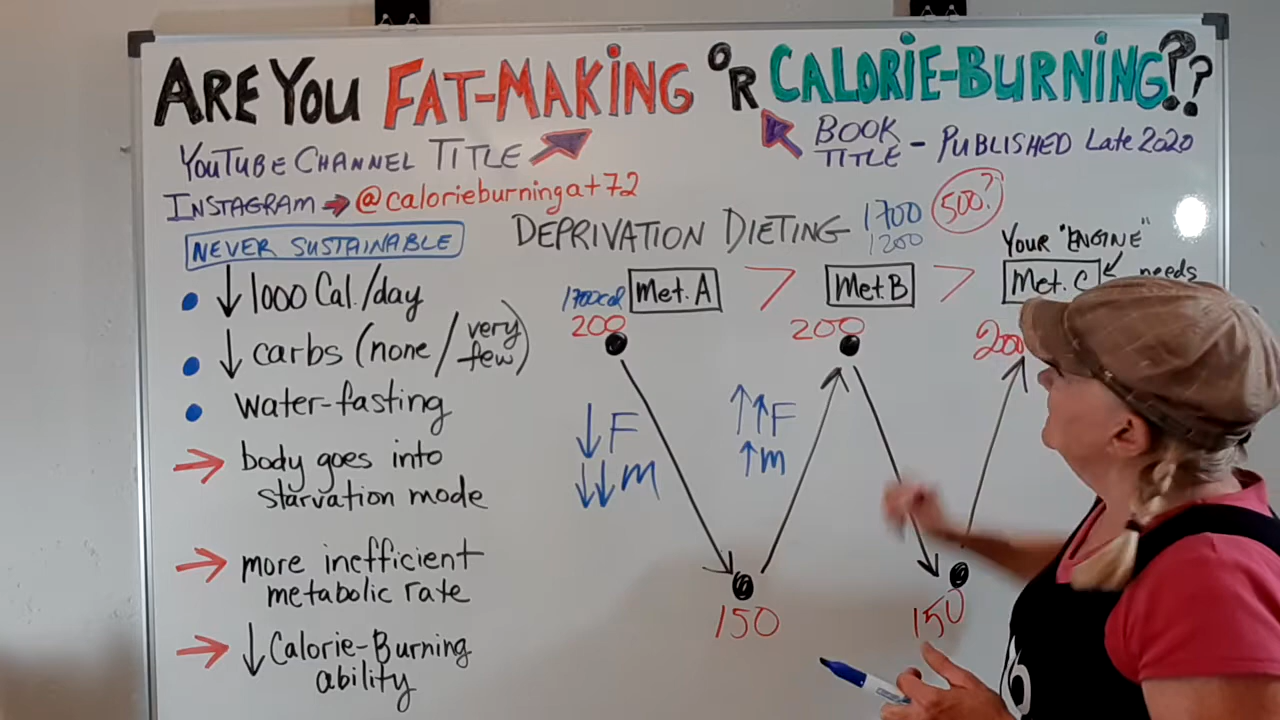 ARE YOU FAT-MAKING OR CALORIE-BURNING??
YOUTUBE CHANNEL TITLE
BOOK
TITLE - PUBLISHED Late 2020
INSTAGRAM → @calorieburningat72
NEVER SUSTAINABLE
• ↓ 1000 Cal./day
• ↓ carbs (none/very few)
• water-fasting
→ body goes into
starvation mode
→ more inefficient
metabolic rate
→ ↓ Calorie-Burning
ability
DEPRIVATION DIETING
1700
1200
500?
YOUR "ENGINE"
needs
1700cal Met. A > Met. B > Met. C
200 200 200
↓ F
↓↓ m
↑↑ F
↑ m
150 150